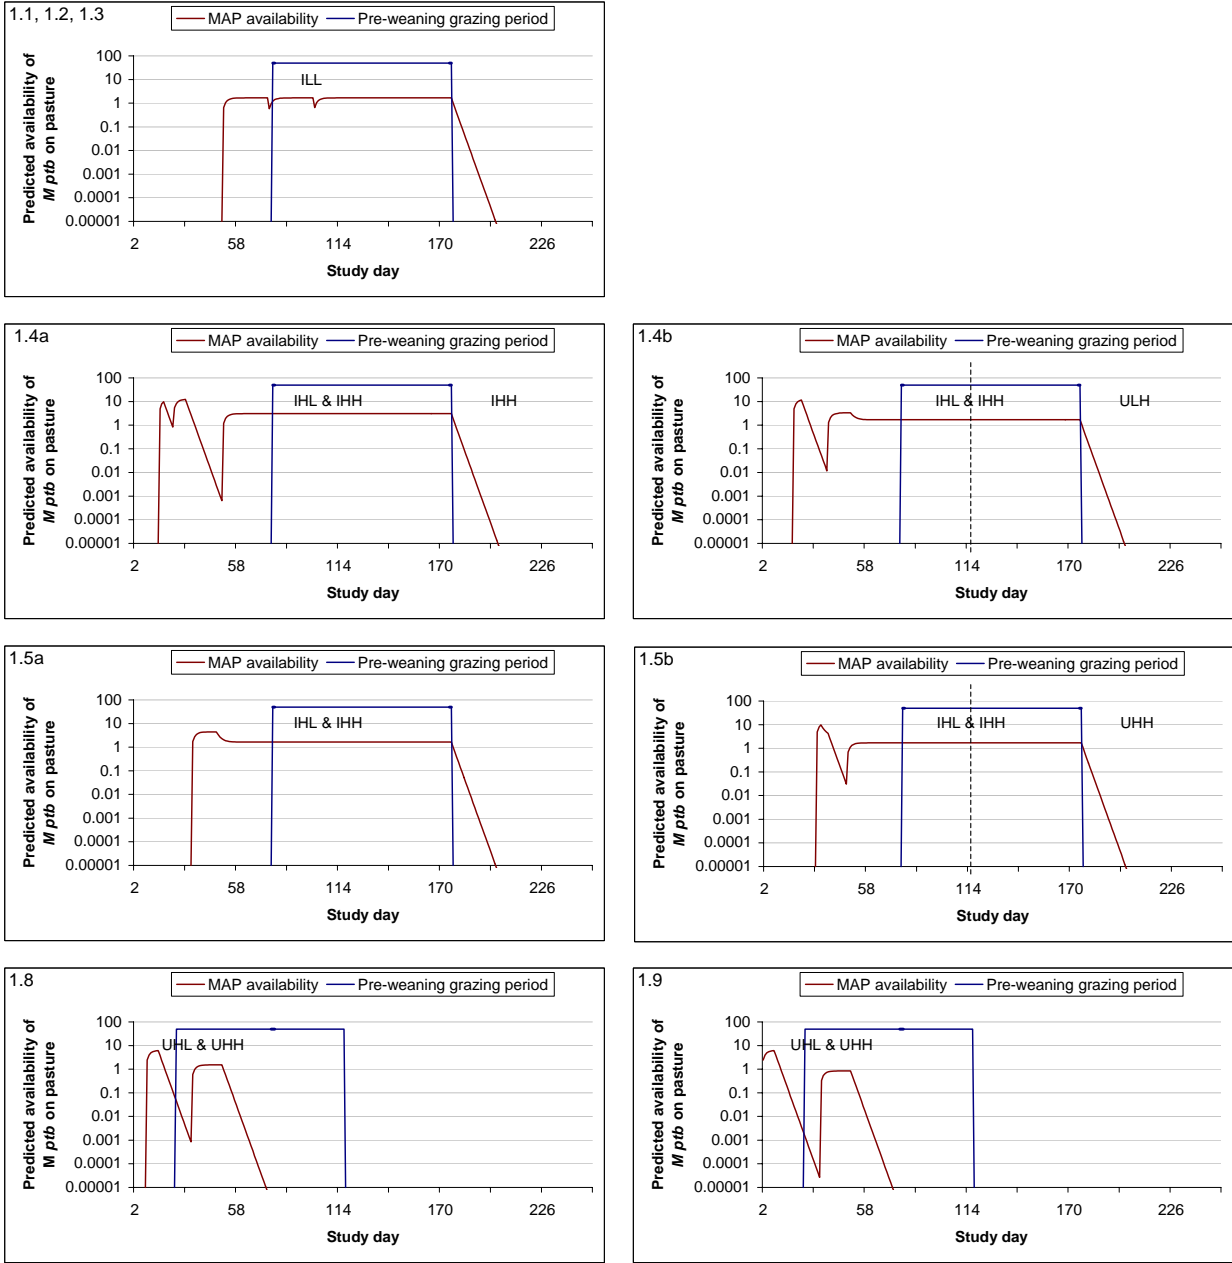 1.1, 1.2, 1.3
MAP availability
Pre-weaning grazing period
Predicted availability of
M ptb on pasture
100
10
1
0.1
0.01
0.001
0.0001
0.00001
ILL
2 58 114 170 226
Study day
1.4a
MAP availability
Pre-weaning grazing period
Predicted availability of
M ptb on pasture
100
10
1
0.1
0.01
0.001
0.0001
0.00001
IHL & IHH
IHH
2 58 114 170 226
Study day
1.4b
MAP availability
Pre-weaning grazing period
Predicted availability of
M ptb on pasture
100
10
1
0.1
0.01
0.001
0.0001
0.00001
IHL & IHH
ULH
2 58 114 170 226
Study day
1.5a
MAP availability
Pre-weaning grazing period
Predicted availability of
M ptb on pasture
100
10
1
0.1
0.01
0.001
0.0001
0.00001
IHL & IHH
2 58 114 170 226
Study day
1.5b
MAP availability
Pre-weaning grazing period
Predicted availability of
M ptb on pasture
100
10
1
0.1
0.01
0.001
0.0001
0.00001
IHL & IHH
UHH
2 58 114 170 226
Study day
1.8
MAP availability
Pre-weaning grazing period
Predicted availability of
M ptb on pasture
100
10
1
0.1
0.01
0.001
0.0001
0.00001
UHL & UHH
2 58 114 170 226
Study day
1.9
MAP availability
Pre-weaning grazing period
Predicted availability of
M ptb on pasture
100
10
1
0.1
0.01
0.001
0.0001
0.00001
UHL & UHH
2 58 114 170 226
Study day